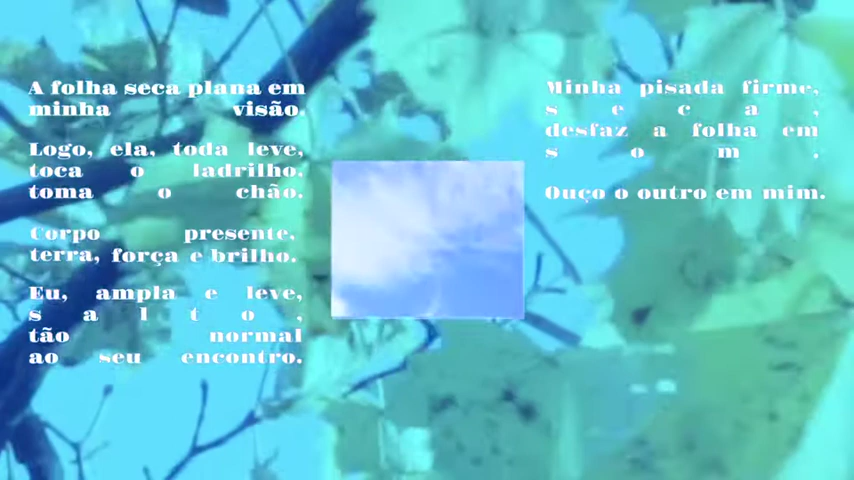 A folha seca plana em
minha visão.
Logo, ela, toda leve,
toca o ladrilho,
toma o chão.
Corpo presente,
terra, força e brilho.
Eu, ampla e leve,
s a l t o ,
tão normal
ao seu encontro.
Minha pisada firme,
s e c a ,
desfaz a folha em
s o m .
Ouço o outro em mim.